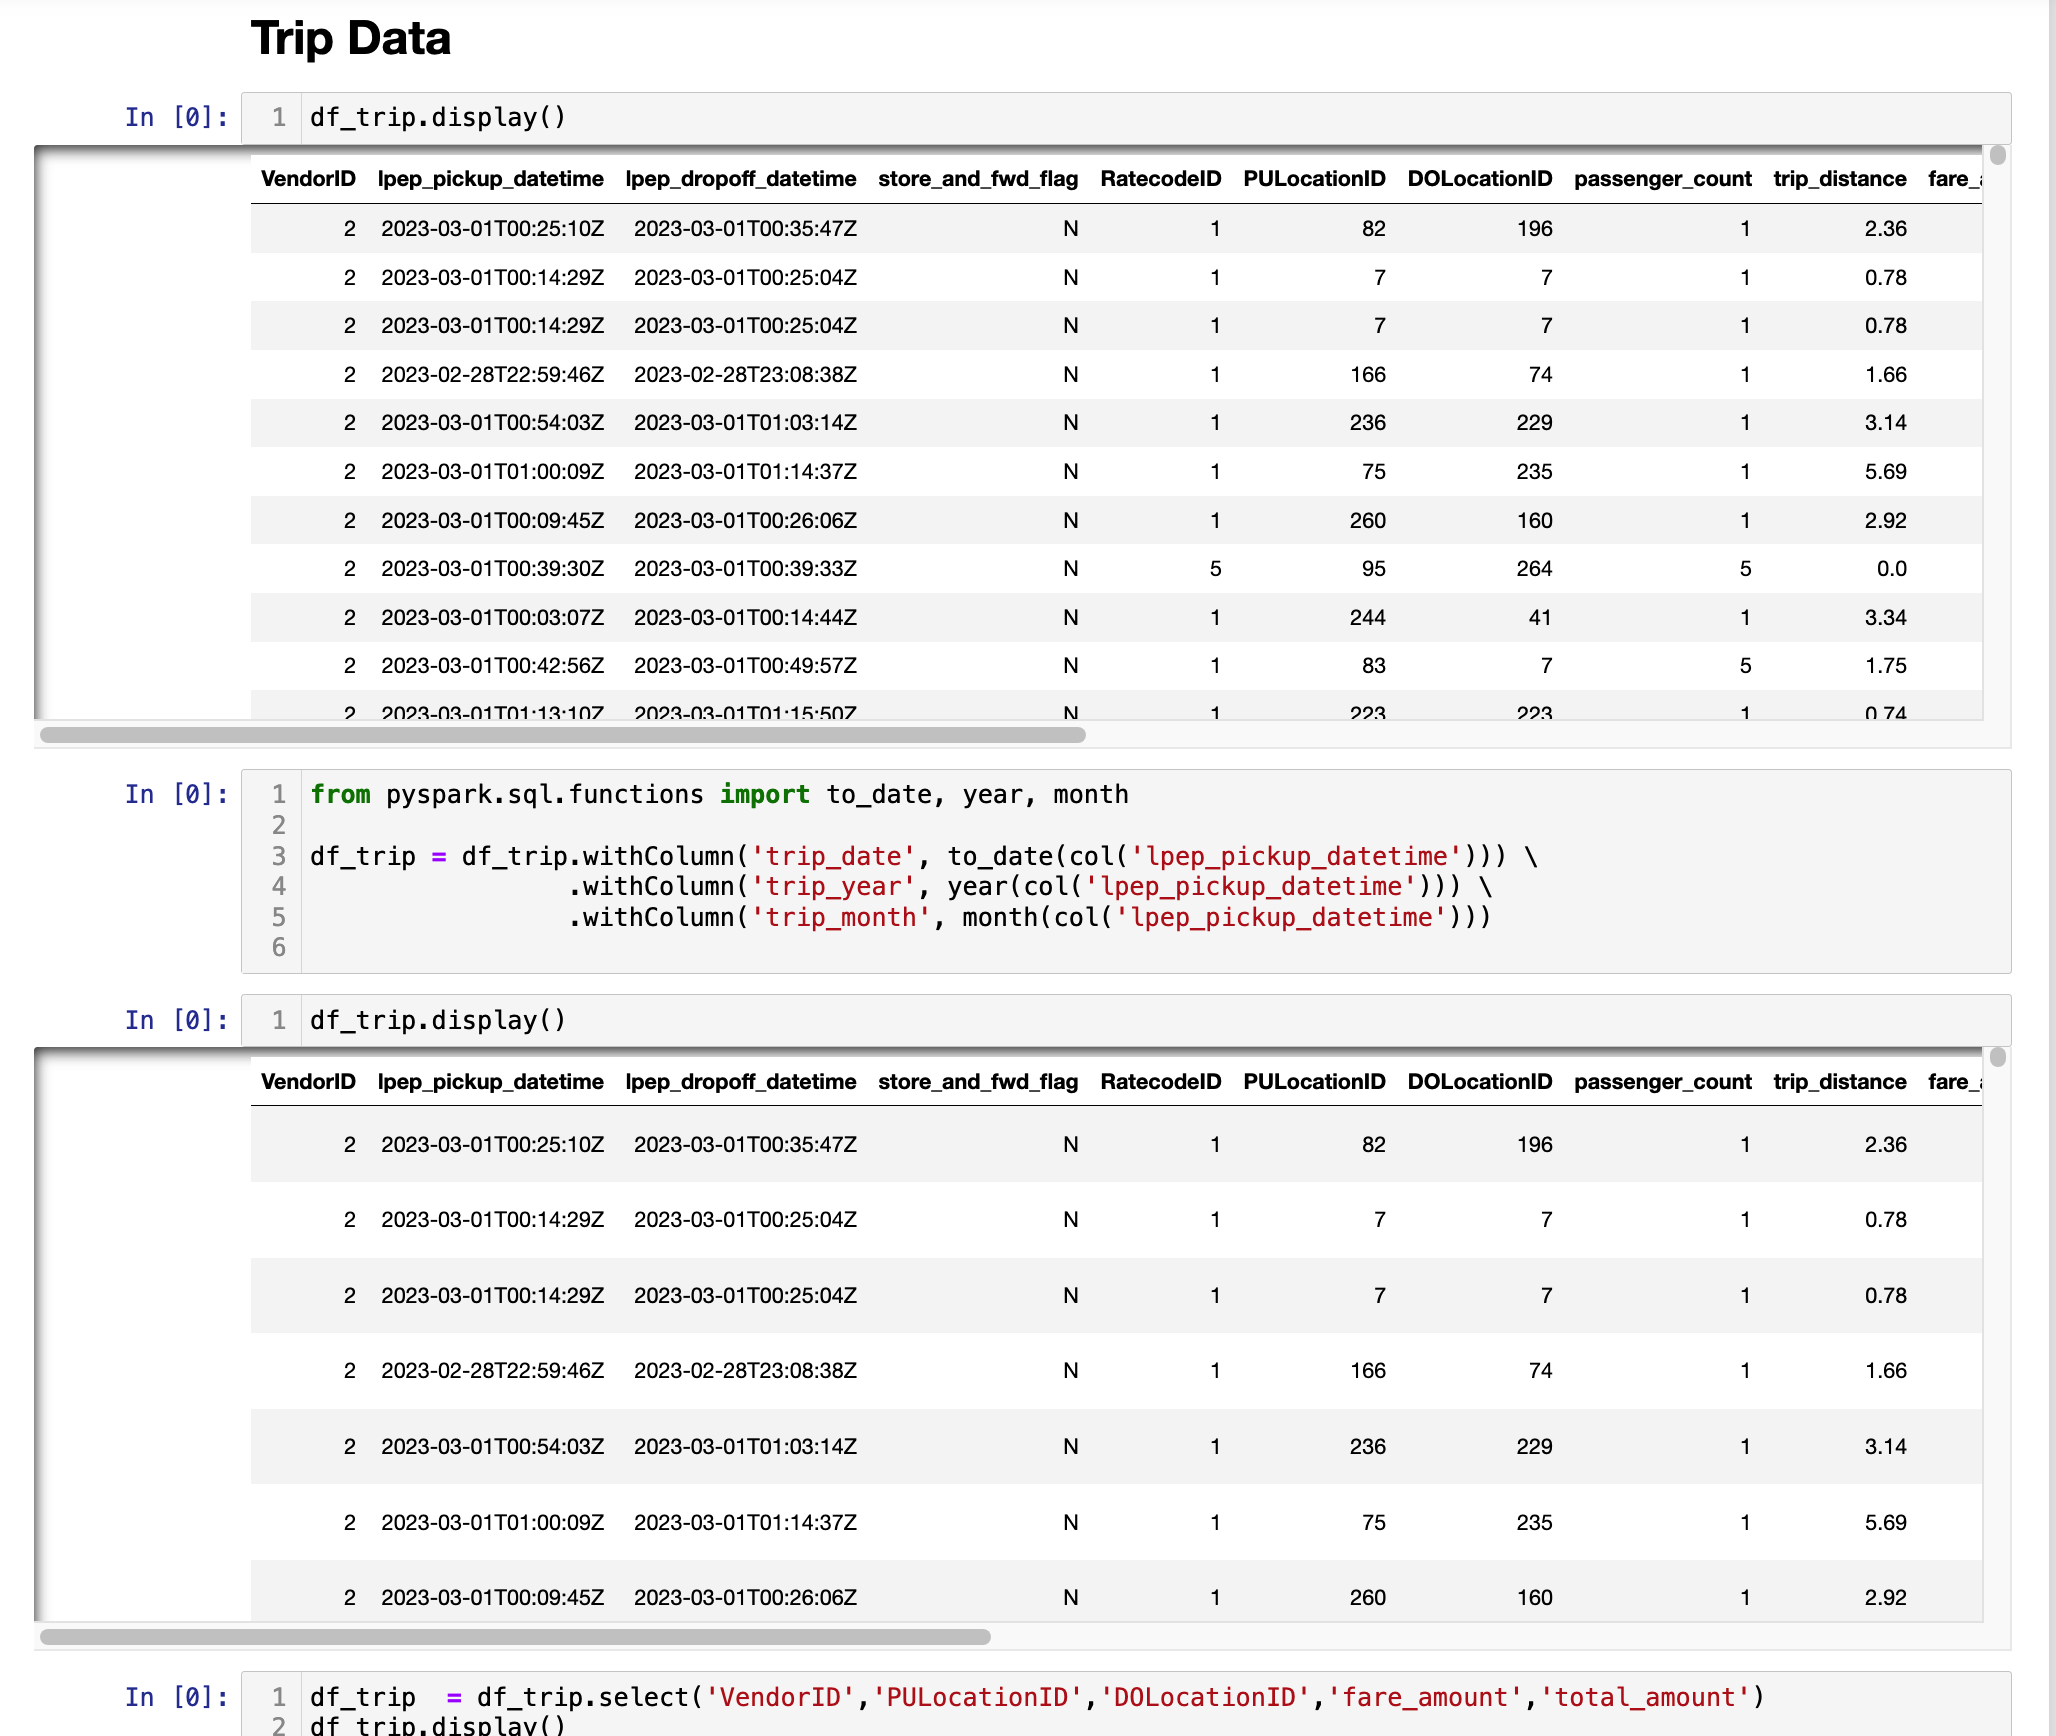 Trip Data
In [0]: 1 df_trip.display()
VendorID lpep_pickup_datetime lpep_dropoff_datetime store_and_fwd_flag RatecodeID PULocationID DOLocationID passenger_count trip_distance
2 2023-03-01T00:25:10Z 2023-03-01T00:35:47Z N 1 82 196 1 2.36
2 2023-03-01T00:14:29Z 2023-03-01T00:25:04Z N 1 7 7 1 0.78
2 2023-03-01T00:14:29Z 2023-03-01T00:25:04Z N 1 7 7 1 0.78
2 2023-02-28T22:59:46Z 2023-02-28T23:08:38Z N 1 166 74 1 1.66
2 2023-03-01T00:54:03Z 2023-03-01T01:03:14Z N 1 236 229 1 3.14
2 2023-03-01T01:00:09Z 2023-03-01T01:14:37Z N 1 75 235 1 5.69
2 2023-03-01T00:09:45Z 2023-03-01T00:26:06Z N 1 260 160 1 2.92
2 2023-03-01T00:39:30Z 2023-03-01T00:39:33Z N 5 95 264 5 0.0
2 2023-03-01T00:03:07Z 2023-03-01T00:14:44Z N 1 244 41 1 3.34
2 2023-03-01T00:42:56Z 2023-03-01T00:49:57Z N 1 83 7 5 1.75
2 2023-03-01T01:13:10Z 2023-03-01T01:15:50Z N 1 223 223 1 0.74
In [0]: 1 from pyspark.sql.functions import to_date, year, month
2
3 df_trip = df_trip.withColumn('trip_date', to_date(col('lpep_pickup_datetime'))) \
4 .withColumn('trip_year', year(col('lpep_pickup_datetime'))) \
5 .withColumn('trip_month', month(col('lpep_pickup_datetime')))
6
In [0]: 1 df_trip.display()
VendorID lpep_pickup_datetime lpep_dropoff_datetime store_and_fwd_flag RatecodeID PULocationID DOLocationID passenger_count trip_distance
2 2023-03-01T00:25:10Z 2023-03-01T00:35:47Z N 1 82 196 1 2.36
2 2023-03-01T00:14:29Z 2023-03-01T00:25:04Z N 1 7 7 1 0.78
2 2023-03-01T00:14:29Z 2023-03-01T00:25:04Z N 1 7 7 1 0.78
2 2023-02-28T22:59:46Z 2023-02-28T23:08:38Z N 1 166 74 1 1.66
2 2023-03-01T00:54:03Z 2023-03-01T01:03:14Z N 1 236 229 1 3.14
2 2023-03-01T01:00:09Z 2023-03-01T01:14:37Z N 1 75 235 1 5.69
2 2023-03-01T00:09:45Z 2023-03-01T00:26:06Z N 1 260 160 1 2.92
In [0]: 1 df_trip = df_trip.select('VendorID','PULocationID','DOLocationID','fare_amount','total_amount')
2 df_trip.display()